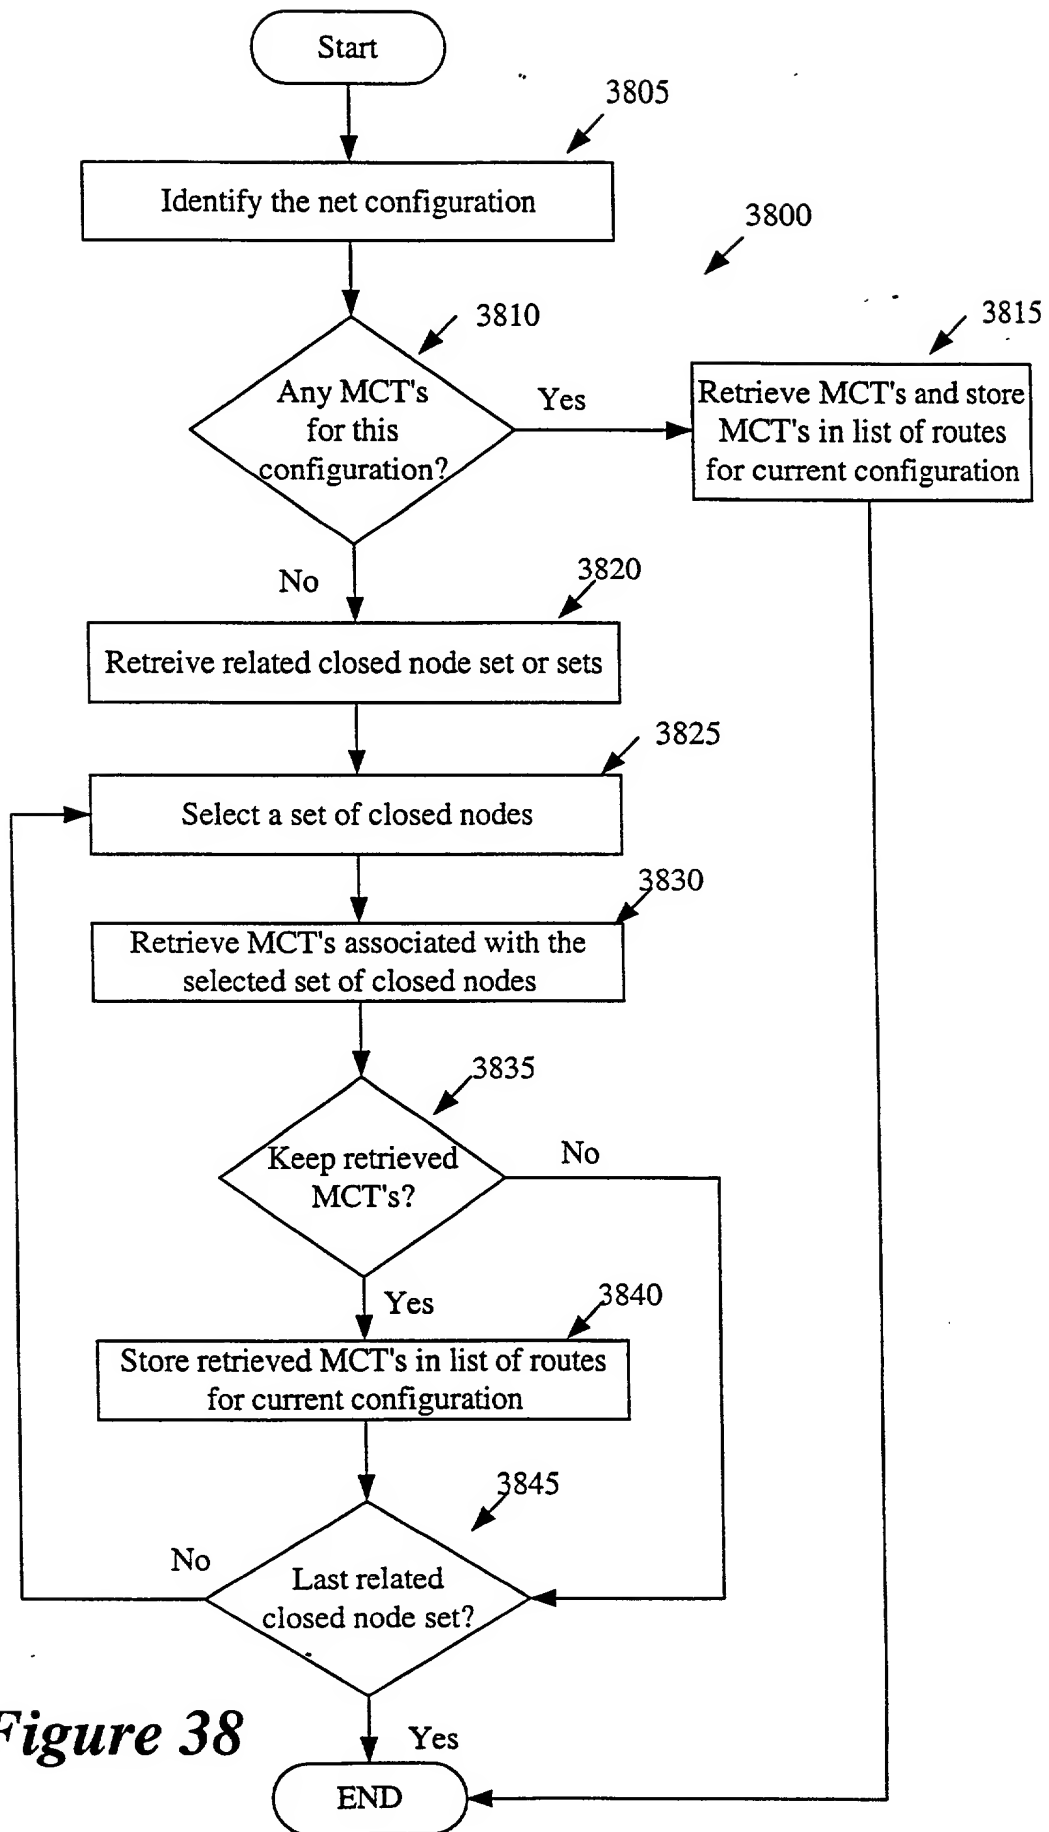 Start
3805
Identify the net configuration
3800
3810
3815
Any MCT's
for this
configuration?
Yes
Retrieve MCT's and store
MCT's in list of routes
for current configuration
No
3820
Retreive related closed node set or sets
3825
Select a set of closed nodes
3830
Retrieve MCT's associated with the
selected set of closed nodes
3835
Keep retrieved
MCT's?
No
Yes
3840
Store retrieved MCT's in list of routes
for current configuration
3845
No
Last related
closed node set?
Figure 38
Yes
END